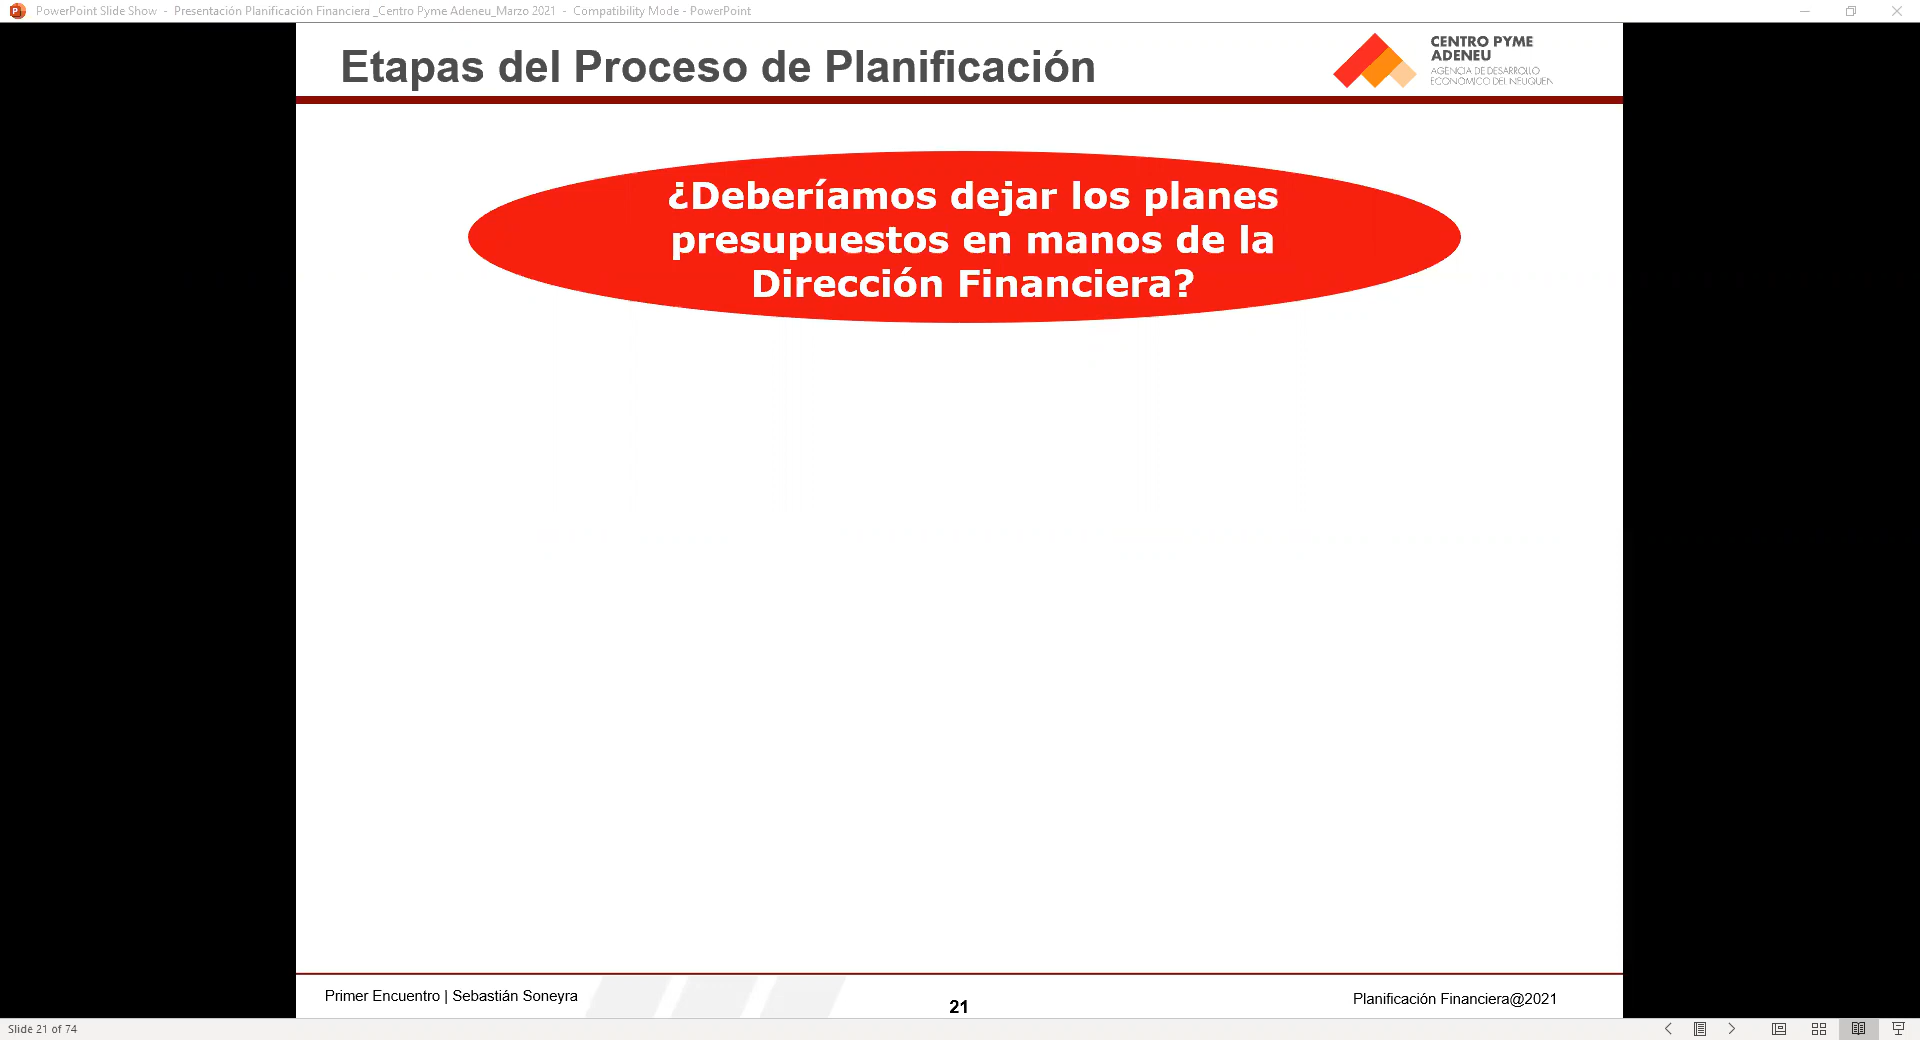 PowerPoint Slide Show - Presentación Planificación Financiera _Centro Pyme Adeneu_Marzo 2021 - Compatibility Mode - PowerPoint
Etapas del Proceso de Planificación
CENTRO PYME
ADENEU
AGENCIA DE DESARROLLO
ECONOMICO DEL NEUQUEN
¿Deberíamos dejar los planes
presupuestos en manos de la
Dirección Financiera?
Primer Encuentro | Sebastián Soneyra
21
Planificación Financiera@2021
Slide 21 of 74